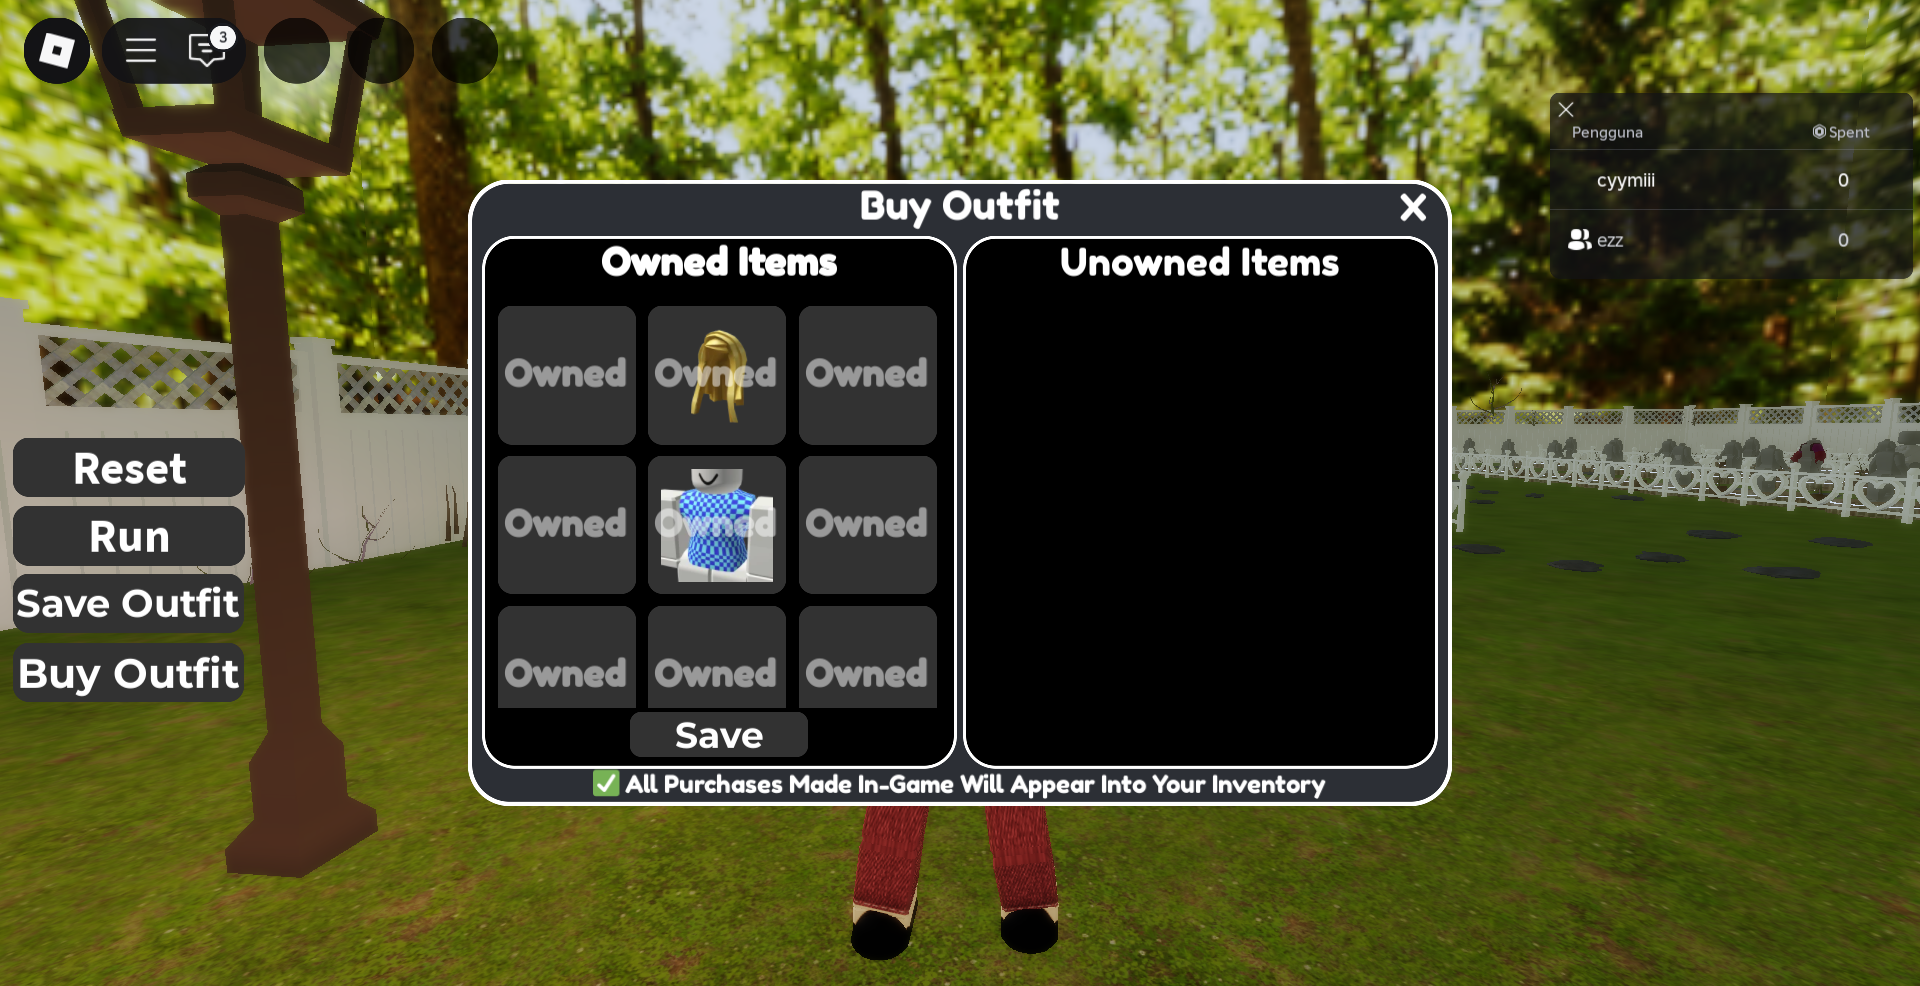 3
Pengguna Spent
cyymiii 0
ezz 0
Buy Outfit X
Owned Items
Unowned Items
Owned Owned Owned
Owned Owned Owned
Owned Owned Owned
Save
✅ All Purchases Made In-Game Will Appear Into Your Inventory
Reset
Run
Save Outfit
Buy Outfit